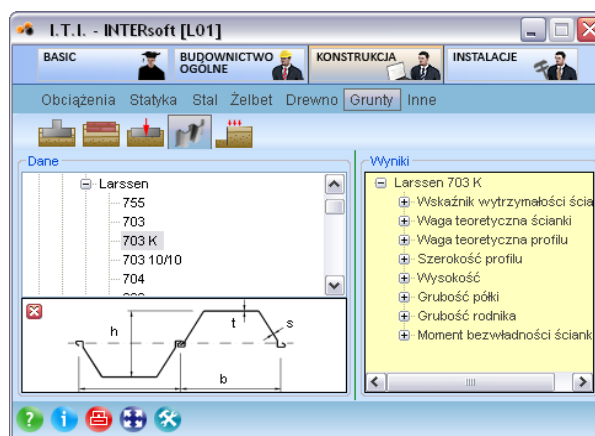 I.T.I. - INTERsoft [L01]
BASIC
BUDOWNICTWO
OGÓLNE
KONSTRUKCJA
INSTALACJE
Obciążenia Statyka Stal Żelbet Drewno Grunty Inne
Dane
Larssen
755
703
703 K
703 10/10
704
h
t
s
b
Wyniki
Larssen 703 K
Wskaźnik wytrzymałości ścia
Waga teoretyczna ścianki
Waga teoretyczna profilu
Szerokość profilu
Wysokość
Grubość półki
Grubość rodnika
Moment bezwładności ściank